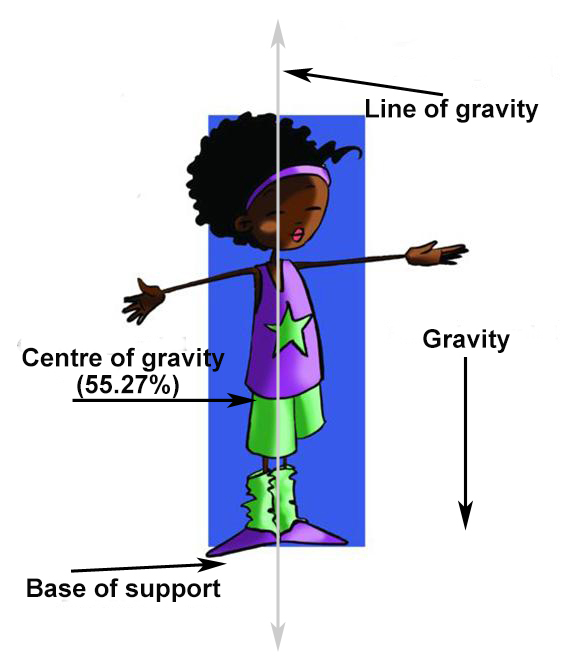 Line of gravity
Gravity
Centre of gravity
(55.27%)
Base of support